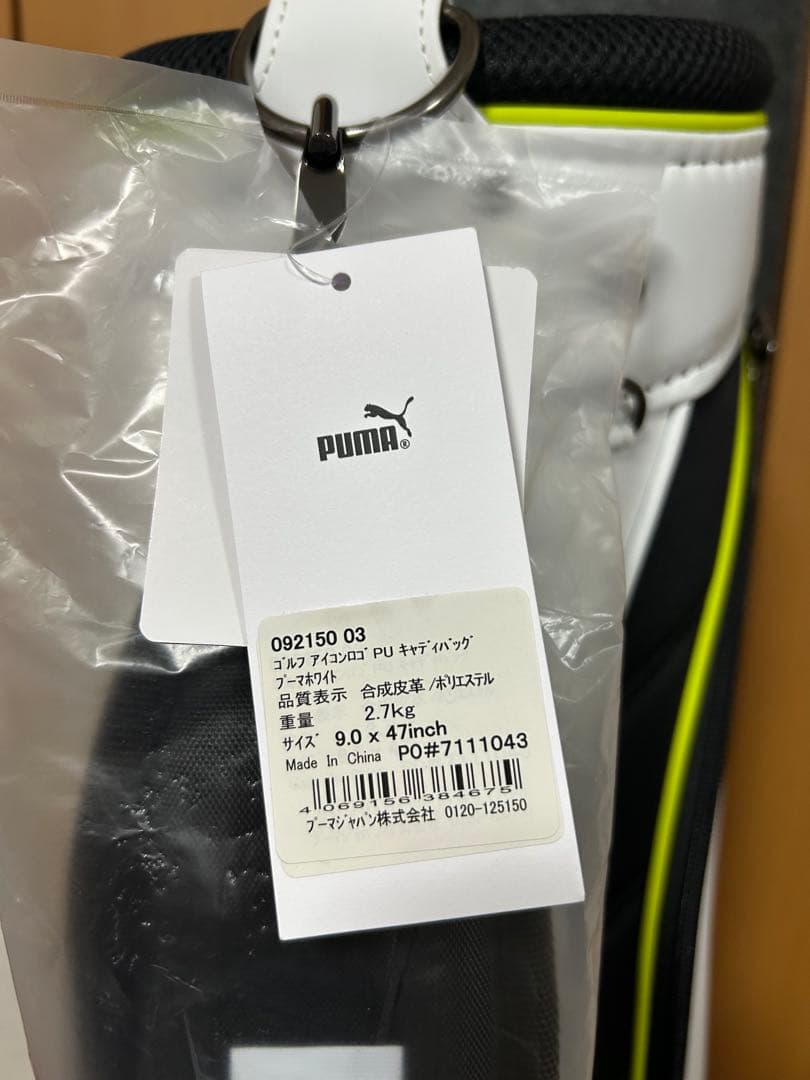 PUMA®
092150 03
ｺﾞﾙﾌ ｱｲｺﾝﾛｺﾞ PU ｷｬﾃﾞｨﾊﾞｯｸﾞ
ﾌﾟｰﾏﾎﾜｲﾄ
品質表示 合成皮革/ﾎﾟﾘｴｽﾃﾙ
重量 2.7kg
ｻｲｽﾞ 9.0 x 47inch
Made In China PO#7111043
4 069156 384675
ﾌﾟｰﾏｼﾞｬﾊﾟﾝ株式会社 0120-125150